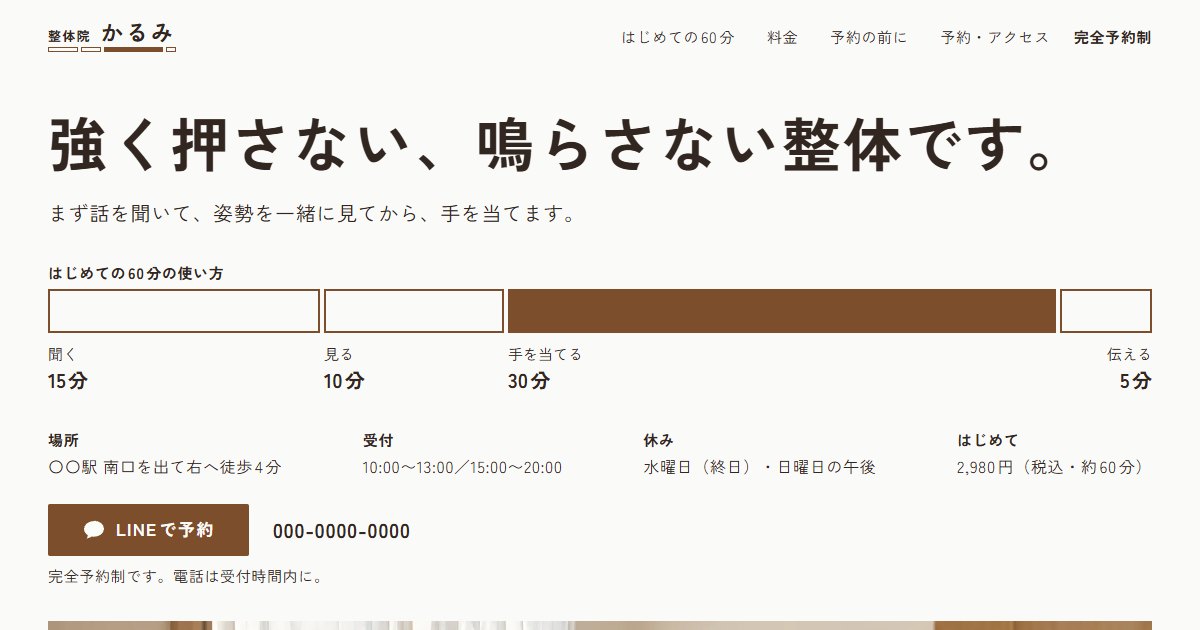 整体院 かるみ
はじめての60分 料金 予約の前に 予約・アクセス 完全予約制
強く押さない、鳴らさない整体です。
まず話を聞いて、姿勢を一緒に見てから、手を当てます。
はじめての60分の使い方
聞く 見る 手を当てる 伝える
15分 10分 30分 5分
場所 受付 休み はじめて
〇〇駅 南口を出て右へ徒歩4分 10:00〜13:00／15:00〜20:00 水曜日（終日）・日曜日の午後 2,980円（税込・約60分）
LINEで予約 000-0000-0000
完全予約制です。電話は受付時間内に。